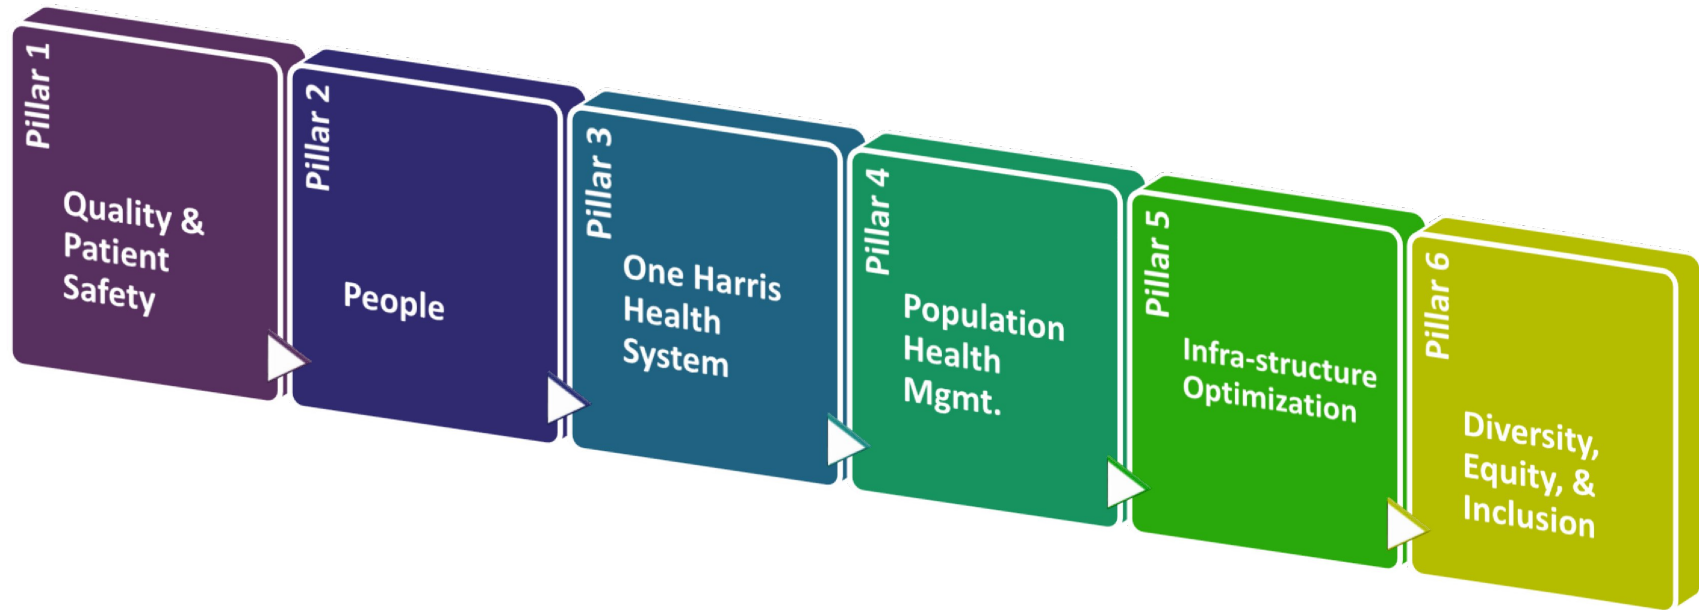 Pillar 1
Quality &
Patient
Safety
Pillar 2
People
Pillar 3
One Harris
Health
System
Pillar 4
Population
Health
Mgmt.
Pillar 5
Infra-structure
Optimization
Pillar 6
Diversity,
Equity, &
Inclusion